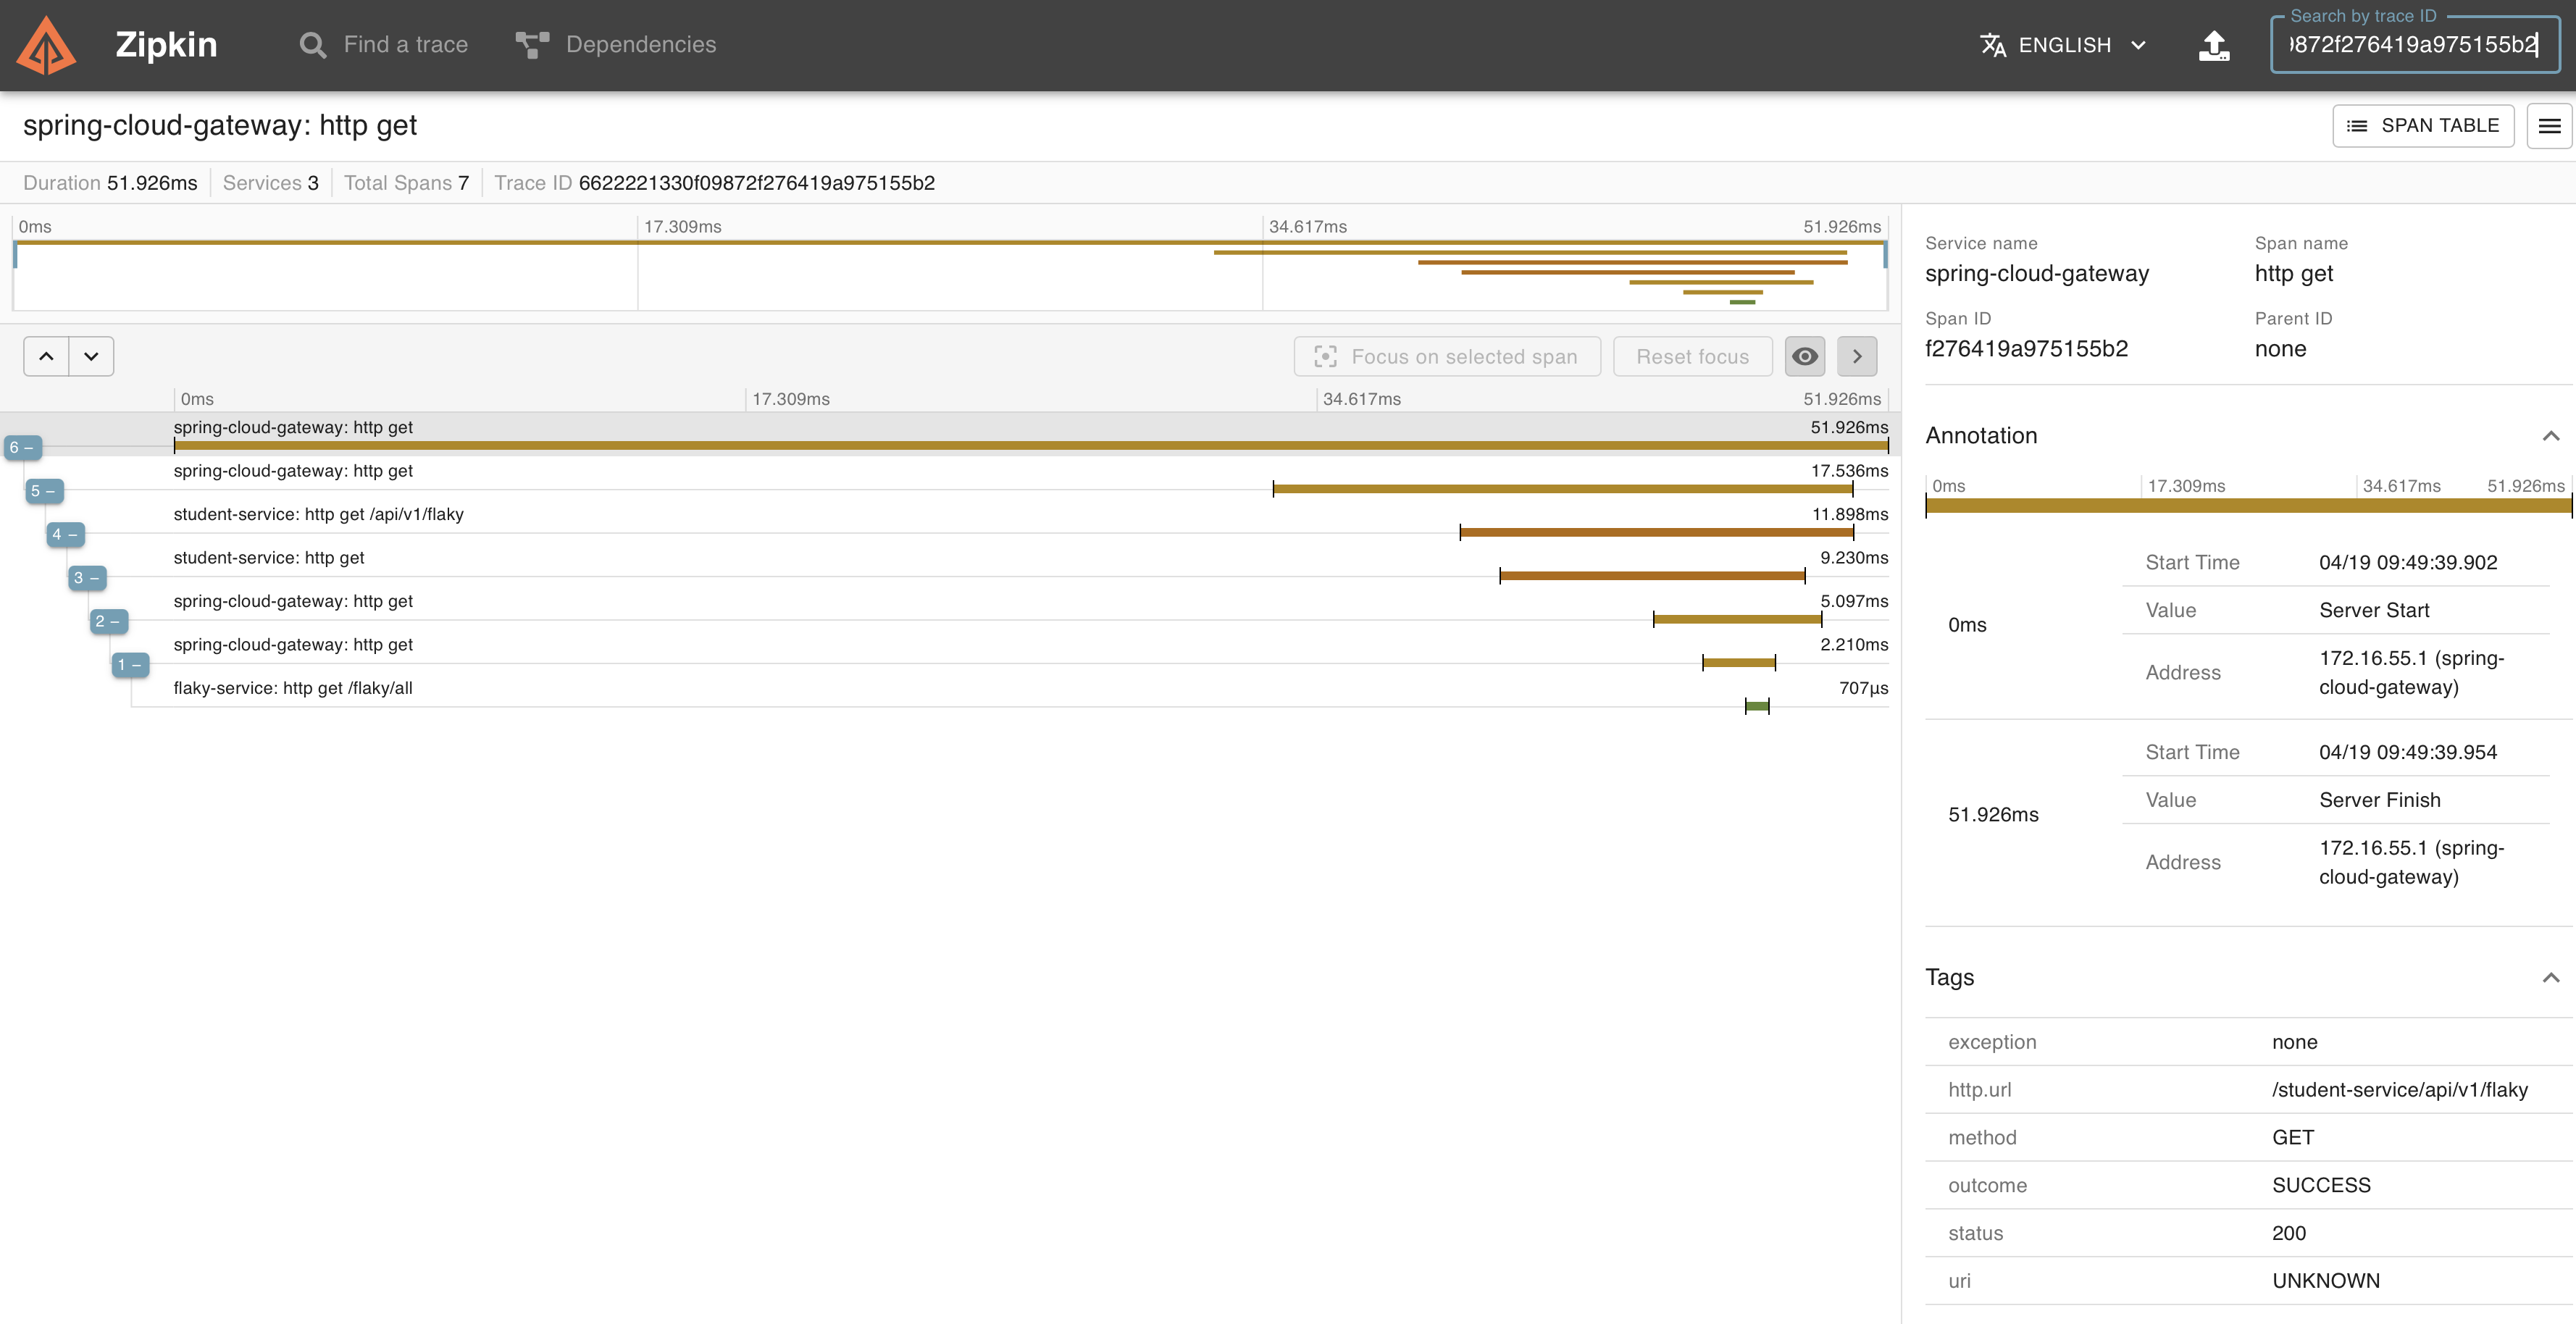 Zipkin
Find a trace
Dependencies
ENGLISH
Search by trace ID
9872f276419a975155b2
spring-cloud-gateway: http get
SPAN TABLE
Duration 51.926ms Services 3 Total Spans 7 Trace ID 6622221330f09872f276419a975155b2
0ms 17.309ms 34.617ms 51.926ms
Focus on selected span
Reset focus
0ms 17.309ms 34.617ms 51.926ms
6 – spring-cloud-gateway: http get 51.926ms
5 – spring-cloud-gateway: http get 17.536ms
4 – student-service: http get /api/v1/flaky 11.898ms
3 – student-service: http get 9.230ms
2 – spring-cloud-gateway: http get 5.097ms
1 – spring-cloud-gateway: http get 2.210ms
flaky-service: http get /flaky/all 707µs
Service name Span name
spring-cloud-gateway http get
Span ID Parent ID
f276419a975155b2 none
Annotation
0ms 17.309ms 34.617ms 51.926ms
0ms
Start Time 04/19 09:49:39.902
Value Server Start
Address 172.16.55.1 (spring-
cloud-gateway)
51.926ms
Start Time 04/19 09:49:39.954
Value Server Finish
Address 172.16.55.1 (spring-
cloud-gateway)
Tags
exception none
http.url /student-service/api/v1/flaky
method GET
outcome SUCCESS
status 200
uri UNKNOWN